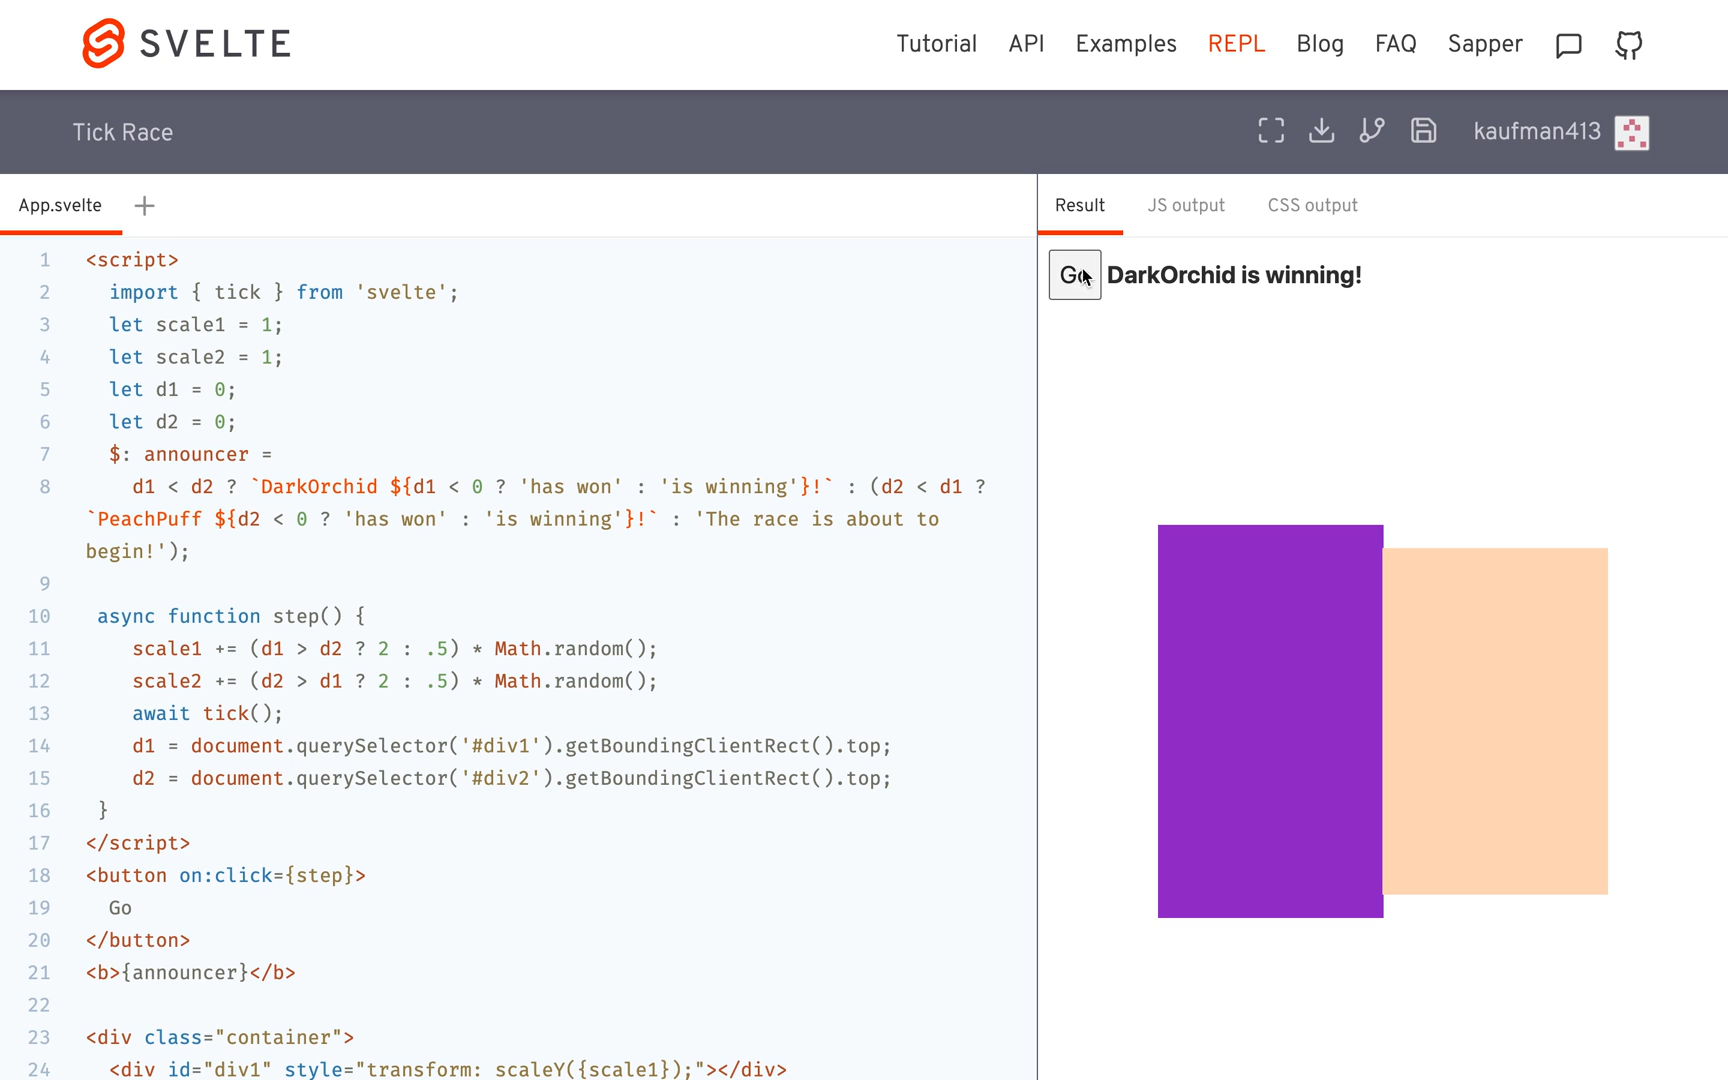 SVELTE
Tutorial API Examples REPL Blog FAQ Sapper
Tick Race
kaufman413
App.svelte +
Result JS output CSS output
1 <script>
2 import { tick } from 'svelte';
3 let scale1 = 1;
4 let scale2 = 1;
5 let d1 = 0;
6 let d2 = 0;
7 $: announcer =
8 d1 < d2 ? `DarkOrchid ${d1 < 0 ? 'has won' : 'is winning'}!` : (d2 < d1 ?
`PeachPuff ${d2 < 0 ? 'has won' : 'is winning'}!` : 'The race is about to
begin!');
9
10 async function step() {
11 scale1 += (d1 > d2 ? 2 : .5) * Math.random();
12 scale2 += (d2 > d1 ? 2 : .5) * Math.random();
13 await tick();
14 d1 = document.querySelector('#div1').getBoundingClientRect().top;
15 d2 = document.querySelector('#div2').getBoundingClientRect().top;
16 }
17 </script>
18 <button on:click={step}>
19 Go
20 </button>
21 <b>{announcer}</b>
22
23 <div class="container">
24 <div id="div1" style="transform: scaleY({scale1});"></div>
Go DarkOrchid is winning!